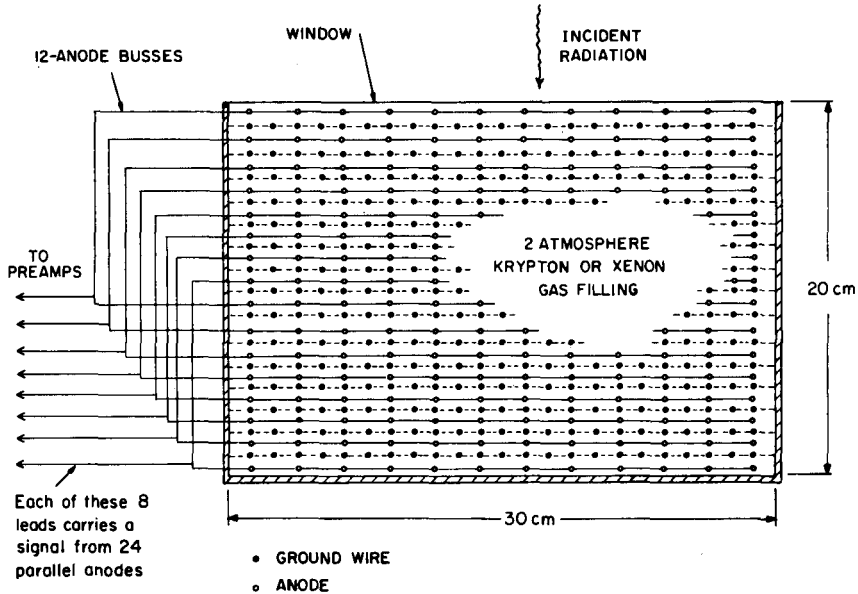 12-ANODE BUSSES
WINDOW
INCIDENT
RADIATION
TO
PREAMPS
2 ATMOSPHERE
KRYPTON OR XENON
GAS FILLING
20 cm
Each of these 8
leads carries a
signal from 24
parallel anodes
30 cm
GROUND WIRE
ANODE